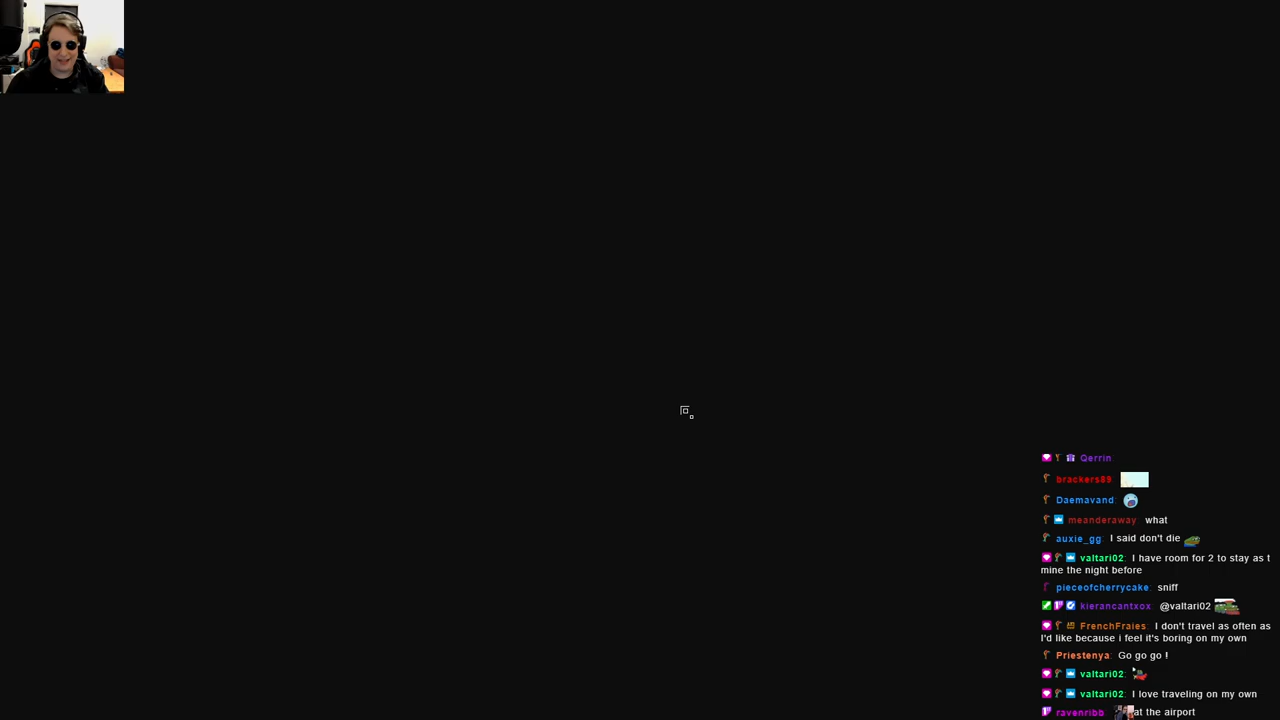 Qerrin:
brackers89:
Daemavand:
meanderaway: what
auxie_gg: I said don't die
valtari02: I have room for 2 to stay as t
mine the night before
pieceofcherrycake: sniff
kierancantxox: @valtari02
FrenchFraies: I don't travel as often as
I'd like because i feel it's boring on my own
Priestenya: Go go go !
valtari02:
valtari02: I love traveling on my own
ravenribb: at the airport